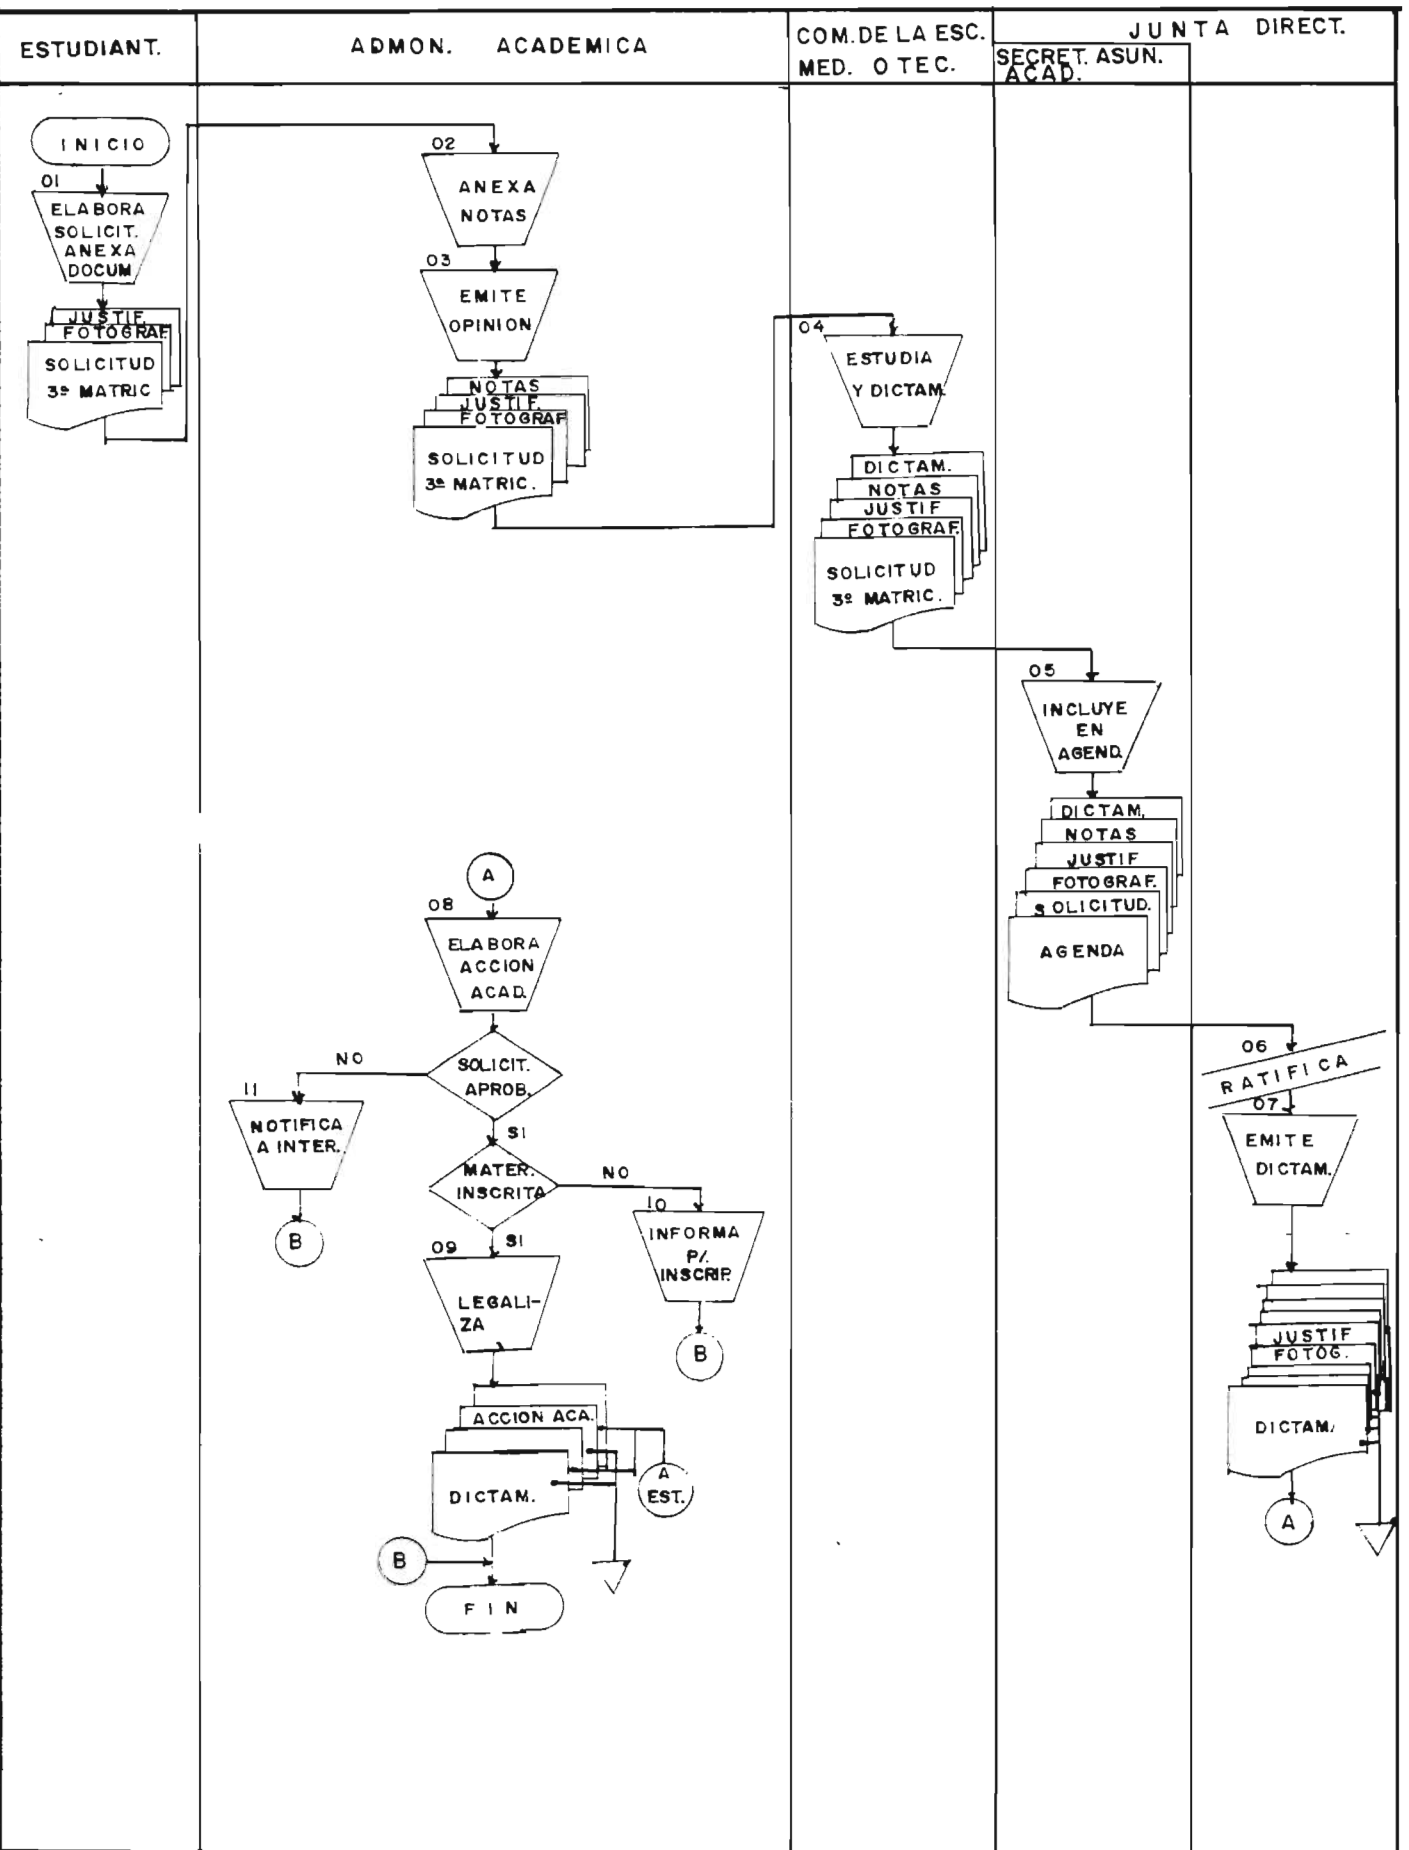 ESTUDIANT.
ADMON. ACADEMICA
COM. DE LA ESC.
MED. O TEC.
JUNTA DIRECT.
SECRET. ASUN.
ACAD.
INICIO
01
ELABORA
SOLICIT.
ANEXA
DOCUM
JUSTIF.
FOTOGRAF.
SOLICITUD
3ª MATRIC
02
ANEXA
NOTAS
03
EMITE
OPINION
NOTAS
JUSTIF.
FOTOGRAF
SOLICITUD
3ª MATRIC.
04
ESTUDIA
Y DICTAM.
DICTAM.
NOTAS
JUSTIF
FOTOGRAF.
SOLICITUD
3ª MATRIC.
05
INCLUYE
EN
AGEND.
DICTAM.
NOTAS
JUSTIF
FOTOGRAF.
SOLICITUD.
AGENDA
06
RATIFICA
07
EMITE
DICTAM.
JUSTIF
FOTOG.
DICTAM.
A
A
08
ELABORA
ACCION
ACAD.
SOLICIT.
APROB.
NO
11
NOTIFICA
A INTER.
B
SI
MATER.
INSCRITA
NO
10
INFORMA
P/.
INSCRIP.
B
SI
09
LEGALI-
ZA
ACCION ACA.
DICTAM.
A
EST.
B
FIN